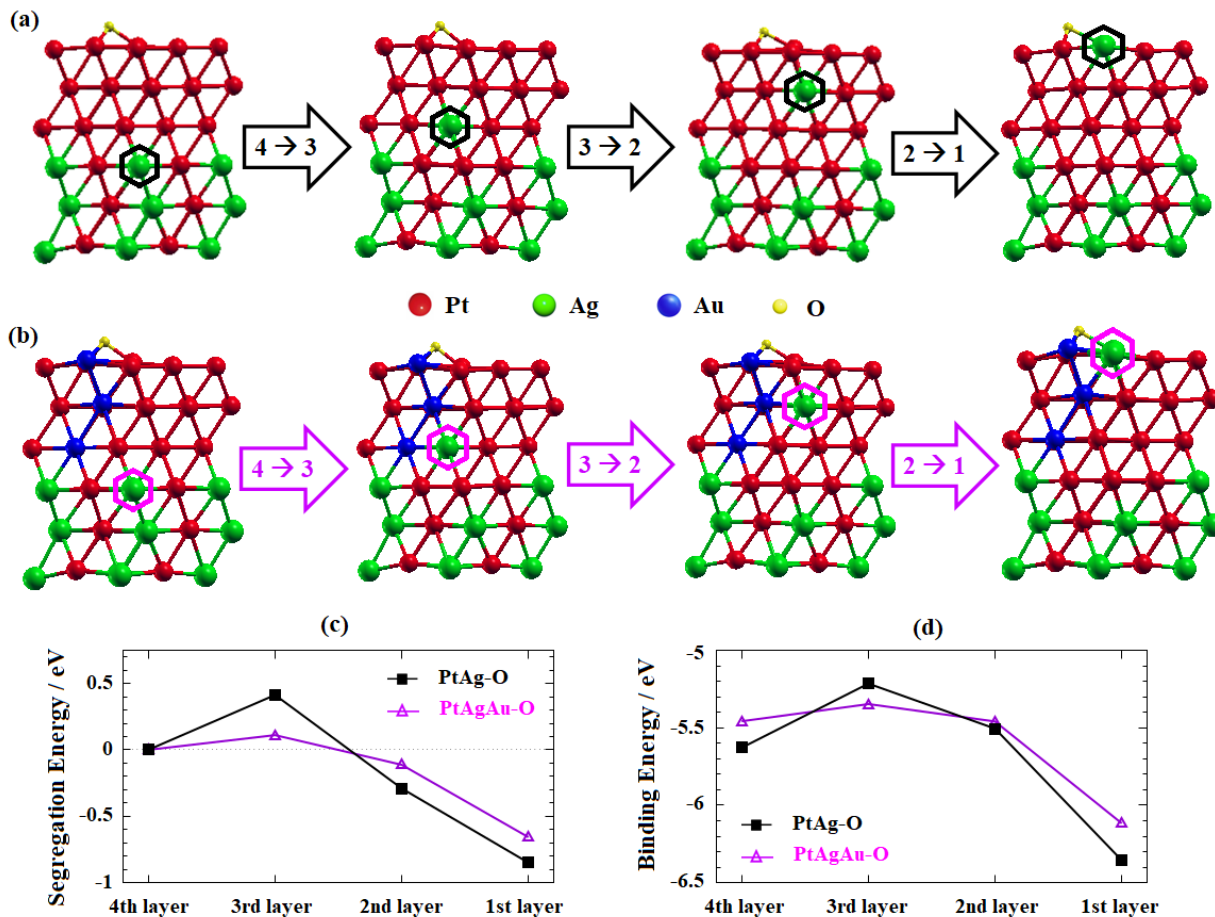 (a)
4 → 3
3 → 2
2 → 1
Pt Ag Au O
(b)
4 → 3
3 → 2
2 → 1
(c)
Segregation Energy / eV
0.5
0
-0.5
-1
PtAg-O
PtAgAu-O
4th layer 3rd layer 2nd layer 1st layer
(d)
Binding Energy / eV
-5
-5.5
-6
-6.5
PtAg-O
PtAgAu-O
4th layer 3rd layer 2nd layer 1st layer